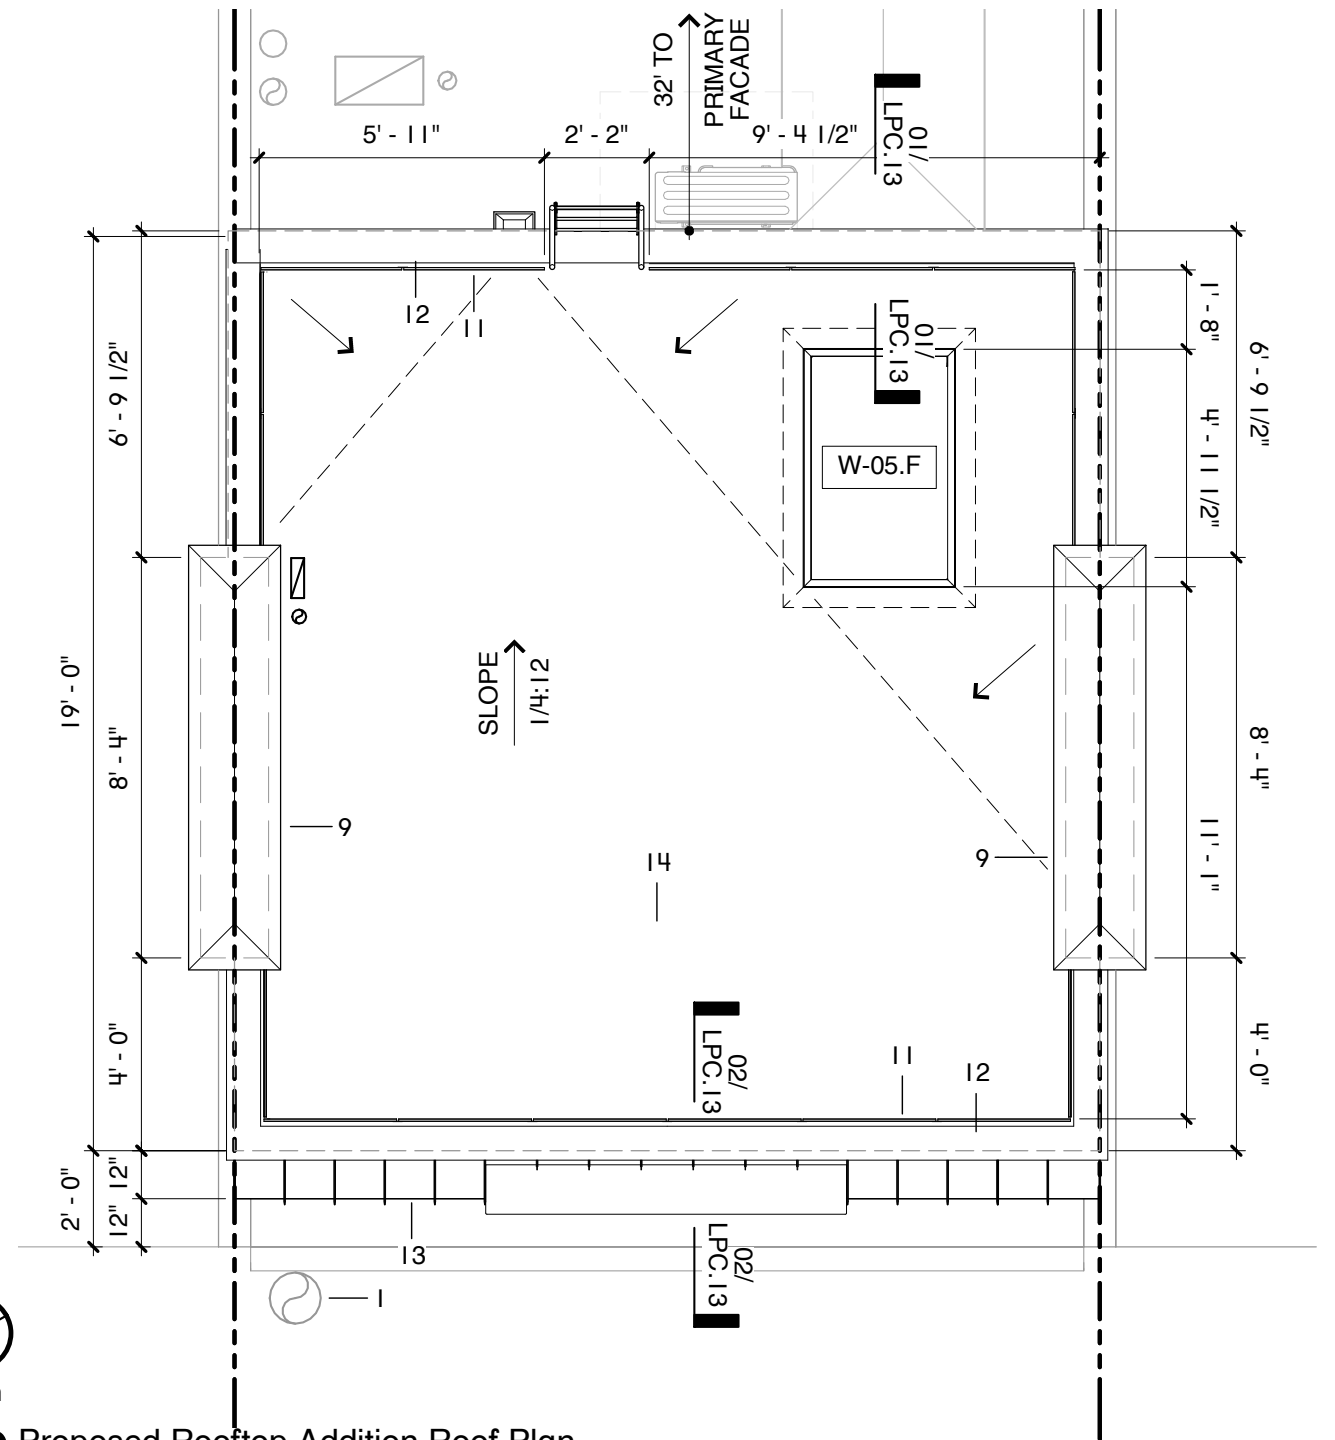 32' TO
PRIMARY
FACADE
01/
LPC.13
5' - 11"
2' - 2"
9' - 4 1/2"
12
11
01/
LPC.13
1' - 8"
6' - 9 1/2"
6' - 9 1/2"
4' - 11 1/2"
W-05.F
SLOPE
1/4:12
19' - 0"
8' - 4"
8' - 4"
9
9
14
11' - 1"
4' - 0"
4' - 0"
02/
LPC.13
11
12
2' - 0"
12"
12"
13
02/
LPC.13
1
Proposed Rooftop Addition Roof Plan